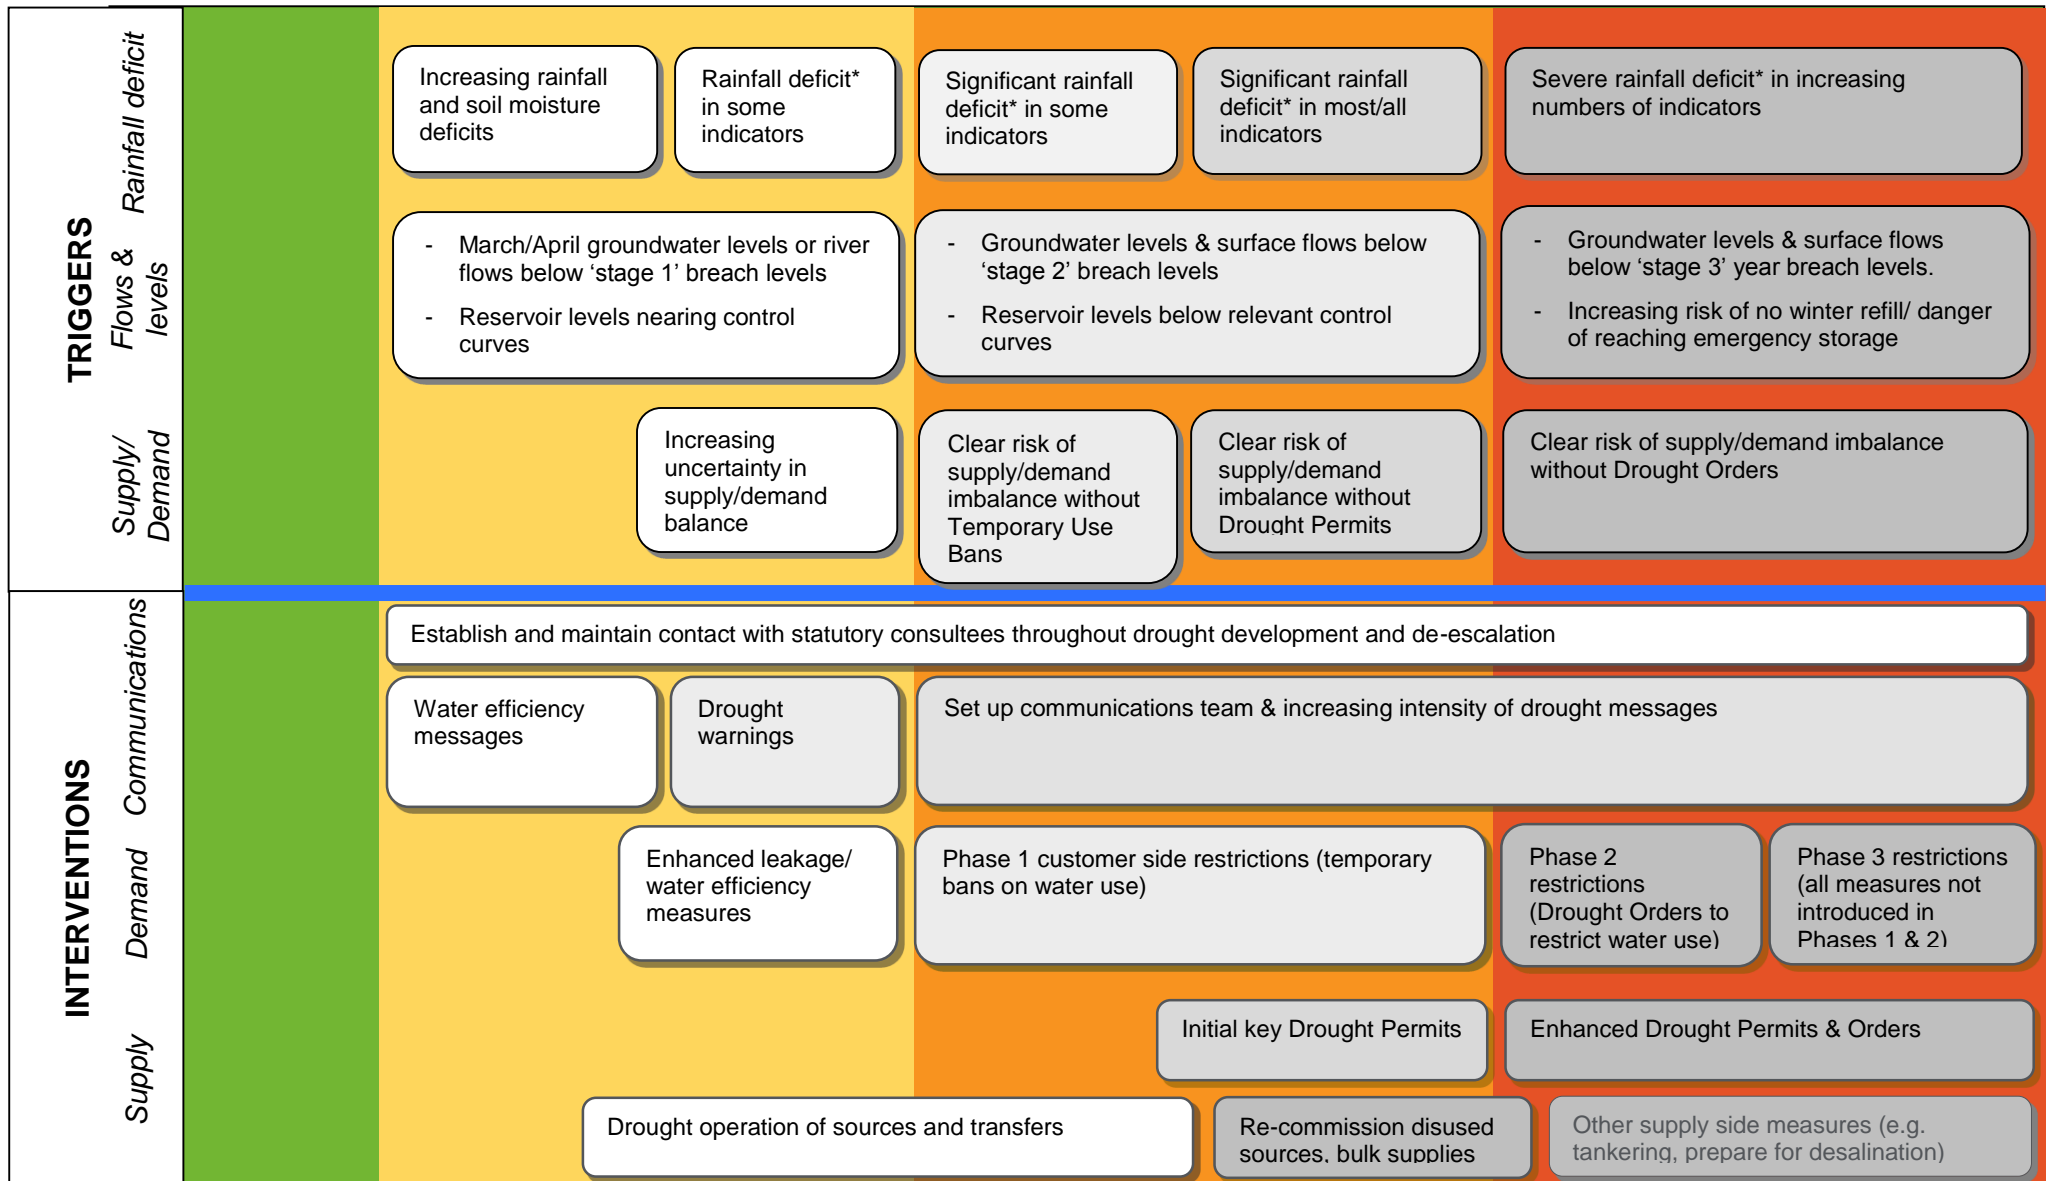 TRIGGERS
Rainfall deficit
Increasing rainfall
and soil moisture
deficits
Rainfall deficit*
in some
indicators
Significant rainfall
deficit* in some
indicators
Significant rainfall
deficit* in most/all
indicators
Severe rainfall deficit* in increasing
numbers of indicators
Flows &
levels
- March/April groundwater levels or river
flows below ‘stage 1’ breach levels
- Reservoir levels nearing control
curves
- Groundwater levels & surface flows below
‘stage 2’ breach levels
- Reservoir levels below relevant control
curves
- Groundwater levels & surface flows
below ‘stage 3’ year breach levels.
- Increasing risk of no winter refill/ danger
of reaching emergency storage
Supply/
Demand
Increasing
uncertainty in
supply/demand
balance
Clear risk of
supply/demand
imbalance without
Temporary Use
Bans
Clear risk of
supply/demand
imbalance without
Drought Permits
Clear risk of supply/demand imbalance
without Drought Orders
INTERVENTIONS
Communications
Establish and maintain contact with statutory consultees throughout drought development and de-escalation
Water efficiency
messages
Drought
warnings
Set up communications team & increasing intensity of drought messages
Demand
Enhanced leakage/
water efficiency
measures
Phase 1 customer side restrictions (temporary
bans on water use)
Phase 2
restrictions
(Drought Orders to
restrict water use)
Phase 3 restrictions
(all measures not
introduced in
Phases 1 & 2)
Supply
Initial key Drought Permits
Enhanced Drought Permits & Orders
Drought operation of sources and transfers
Re-commission disused
sources, bulk supplies
Other supply side measures (e.g.
tankering, prepare for desalination)